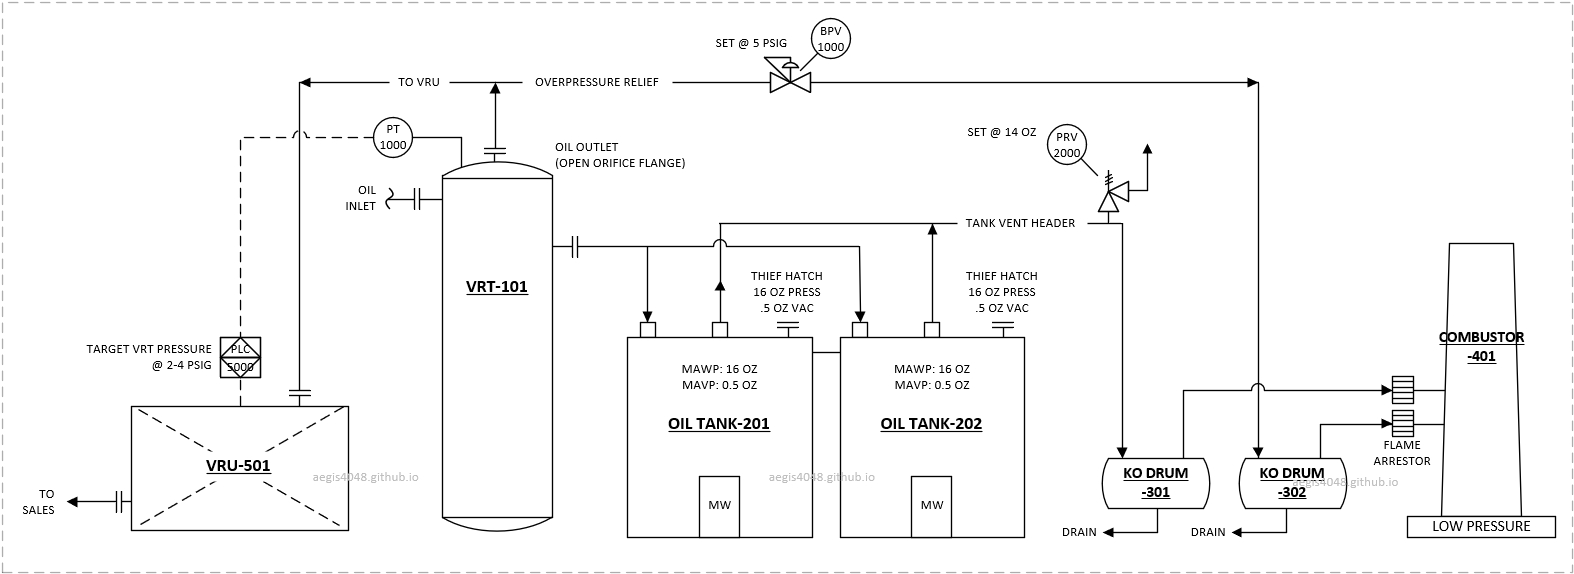 SET @ 5 PSIG
BPV
1000
TO VRU
OVERPRESSURE RELIEF
PT
1000
OIL OUTLET
(OPEN ORIFICE FLANGE)
SET @ 14 OZ
PRV
2000
OIL
INLET
TANK VENT HEADER
VRT-101
THIEF HATCH
16 OZ PRESS
.5 OZ VAC
THIEF HATCH
16 OZ PRESS
.5 OZ VAC
TARGET VRT PRESSURE
@ 2-4 PSIG
PLC
5000
MAWP: 16 OZ
MAVP: 0.5 OZ
OIL TANK-201
MAWP: 16 OZ
MAVP: 0.5 OZ
OIL TANK-202
COMBUSTOR
-401
FLAME
ARRESTOR
VRU-501
aegis4048.github.io
aegis4048.github.io
aegis4048.github.io
KO DRUM
-301
KO DRUM
-302
TO
SALES
MW
MW
DRAIN
DRAIN
LOW PRESSURE